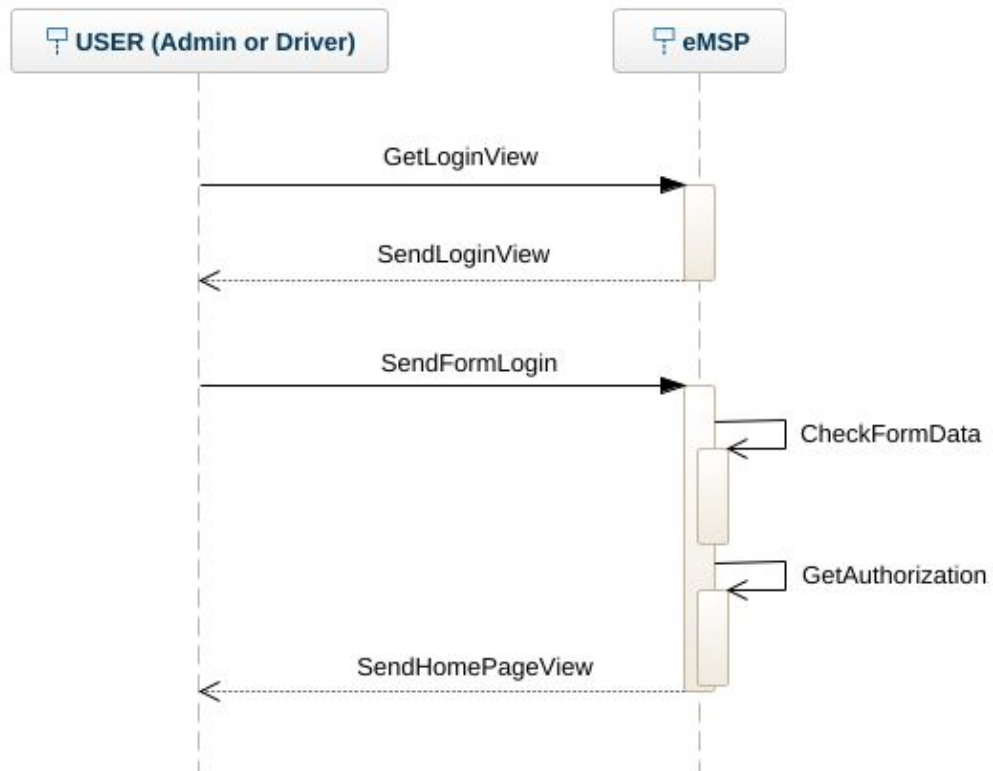 USER (Admin or Driver)
eMSP
GetLoginView
SendLoginView
SendFormLogin
CheckFormData
GetAuthorization
SendHomePageView